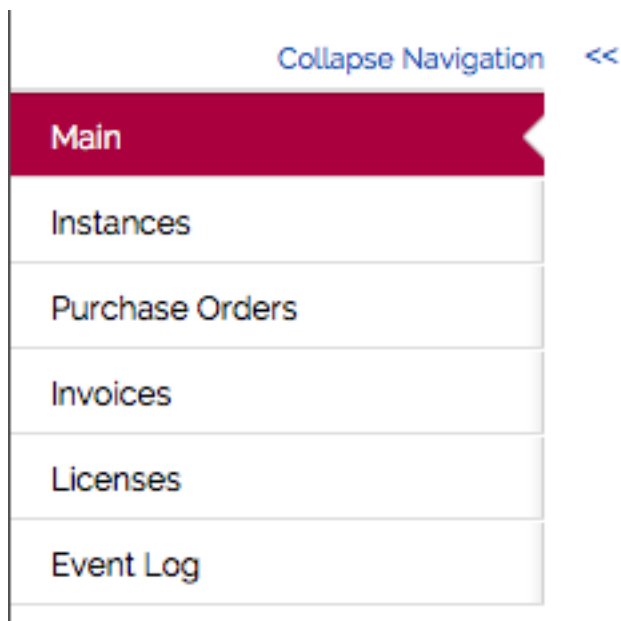 Collapse Navigation <<
Main
Instances
Purchase Orders
Invoices
Licenses
Event Log